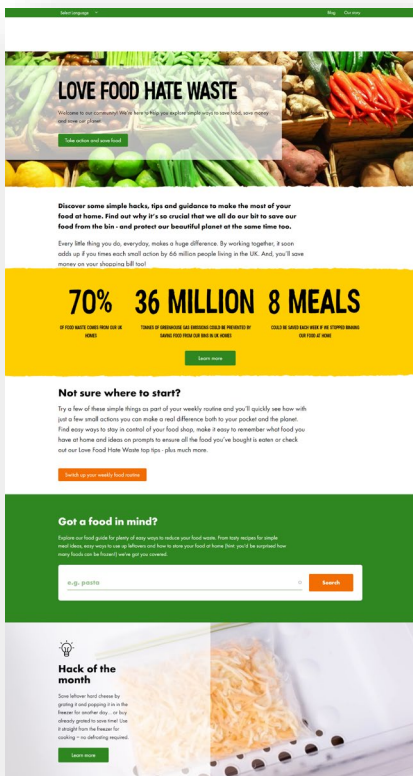 Select Language
Blog
Our story
LOVE FOOD HATE WASTE
Welcome to our community! We're here to help you explore simple ways to save food, save money
and save our planet.
Take action and save food
Discover some simple hacks, tips and guidance to make the most of your
food at home. Find out why it's so crucial that we all do our bit to save our
food from the bin - and protect our beautiful planet at the same time too.
Every little thing you do, everyday, makes a huge difference. By working together, it soon
adds up if you times each small action by 66 million people living in the UK. And, you'll save
money on your shopping bill too!
70%
OF FOOD WASTE COMES FROM OUR UK
HOMES
36 MILLION
TONNES OF GREENHOUSE GAS EMISSIONS COULD BE PREVENTED BY
SAVING FOOD FROM OUR BINS IN UK HOMES
8 MEALS
COULD BE SAVED EACH WEEK IF WE STOPPED BINNING
OUR FOOD AT HOME
Learn more
Not sure where to start?
Try a few of these simple things as part of your weekly routine and you'll quickly see how with
just a few small actions you can make a real difference both to your pocket and the planet.
Find easy ways to stay in control of your food shop, make it easy to remember what food you
have at home and ideas on prompts to ensure all the food you've bought is eaten or check
out our Love Food Hate Waste top tips - plus much more.
Switch up your weekly food routine
Got a food in mind?
Explore our food guide for plenty of easy ways to reduce your food waste. From tasty recipes for simple
meal ideas, easy ways to use up leftovers and how to store your food at home (hint: you'd be surprised how
many foods can be frozen!) we've got you covered.
e.g. pasta
Search
Hack of the
month
Save leftover hard cheese by
grating it and popping it in in the
freezer for another day... or buy
already grated to save time! Use
it straight from the freezer for
cooking – no defrosting required.
Learn more